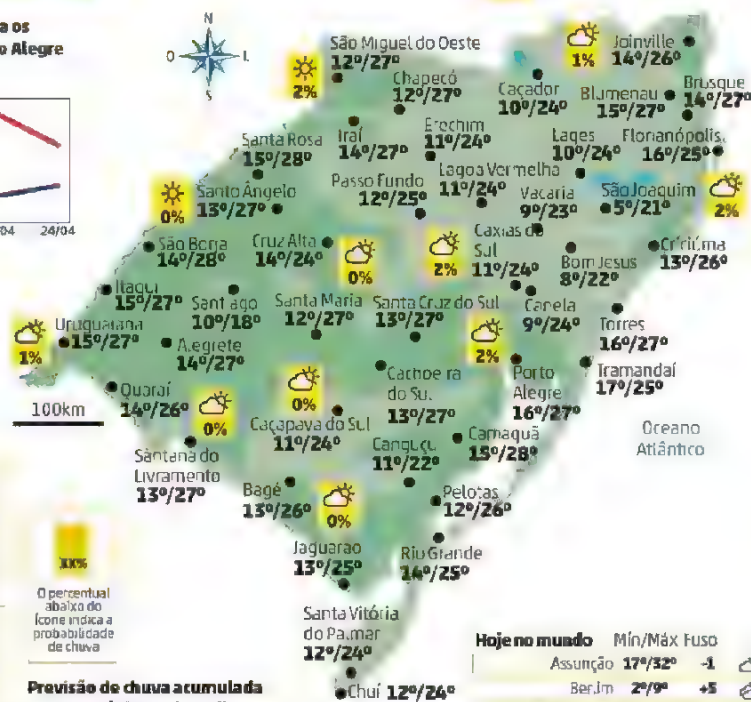 a os
o Alegre
/04
24/04
N
O
L
S
São Miguel do Oeste
12º/27º
2%
Chapecó
12º/27º
Caçador
10º/24º
1%
Joinville
14º/26º
Blumenau
15º/27º
Brusque
14º/27º
Santa Rosa
15º/28º
Iraí
14º/27º
Erechim
11º/24º
Lages
10º/24º
Florianópolis
16º/25º
0%
Santo Ângelo
13º/27º
Passo Fundo
12º/25º
Lagoa Vermelha
11º/24º
Vacaria
9º/23º
São Joaquim
5º/21º
2%
São Borja
14º/28º
Cruz Alta
14º/24º
0%
2%
Caxias do
Sul
11º/24º
Bom Jesus
8º/22º
Criciúma
13º/26º
Itaqui
15º/27º
Santiago
10º/18º
Santa Maria
12º/27º
Santa Cruz do Sul
13º/27º
Canela
9º/24º
Torres
16º/27º
1%
Uruguaiana
15º/27º
Alegrete
14º/27º
2%
Porto
Alegre
16º/27º
Tramandaí
17º/25º
Quaraí
14º/26º
100km
0%
0%
Cachoeira
do Sul
13º/27º
Oceano
Atlântico
Caçapava do Sul
11º/24º
Camaquã
15º/28º
Santana do
Livramento
13º/27º
Canguçu
11º/22º
Bagé
13º/26º
0%
Pelotas
12º/26º
Jaguarão
13º/25º
Rio Grande
14º/25º
XX%
O percentual
abaixo do
ícone indica a
probabilidade
de chuva
Santa Vitória
do Palmar
12º/24º
Chuí 12º/24º
Hoje no mundo Mín/Máx Fuso
Assunção 17º/32º -1
Berlim 2º/9º +5
Previsão de chuva acumulada